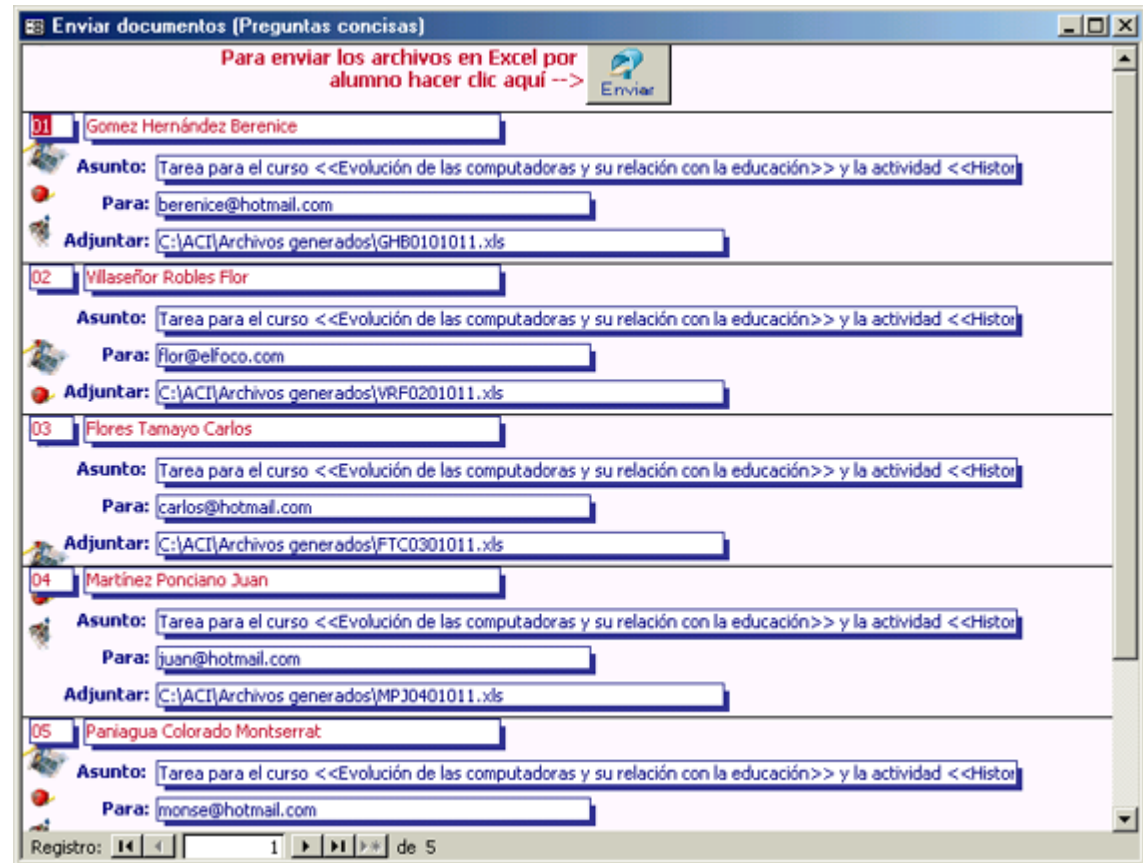 Enviar documentos (Preguntas concisas)
Para enviar los archivos en Excel por
alumno hacer clic aquí -->
Enviar
01 Gomez Hernández Berenice
Asunto: Tarea para el curso <<Evolución de las computadoras y su relación con la educación>> y la actividad <<Histor
Para: berenice@hotmail.com
Adjuntar: C:\ACI\Archivos generados\GHB0101011.xls
02 Villaseñor Robles Flor
Asunto: Tarea para el curso <<Evolución de las computadoras y su relación con la educación>> y la actividad <<Histor
Para: flor@elfoco.com
Adjuntar: C:\ACI\Archivos generados\VRF0201011.xls
03 Flores Tamayo Carlos
Asunto: Tarea para el curso <<Evolución de las computadoras y su relación con la educación>> y la actividad <<Histor
Para: carlos@hotmail.com
Adjuntar: C:\ACI\Archivos generados\FTC0301011.xls
04 Martínez Ponciano Juan
Asunto: Tarea para el curso <<Evolución de las computadoras y su relación con la educación>> y la actividad <<Histor
Para: juan@hotmail.com
Adjuntar: C:\ACI\Archivos generados\MPJ0401011.xls
05 Paniagua Colorado Montserrat
Asunto: Tarea para el curso <<Evolución de las computadoras y su relación con la educación>> y la actividad <<Histor
Para: monse@hotmail.com
Registro: 1 de 5